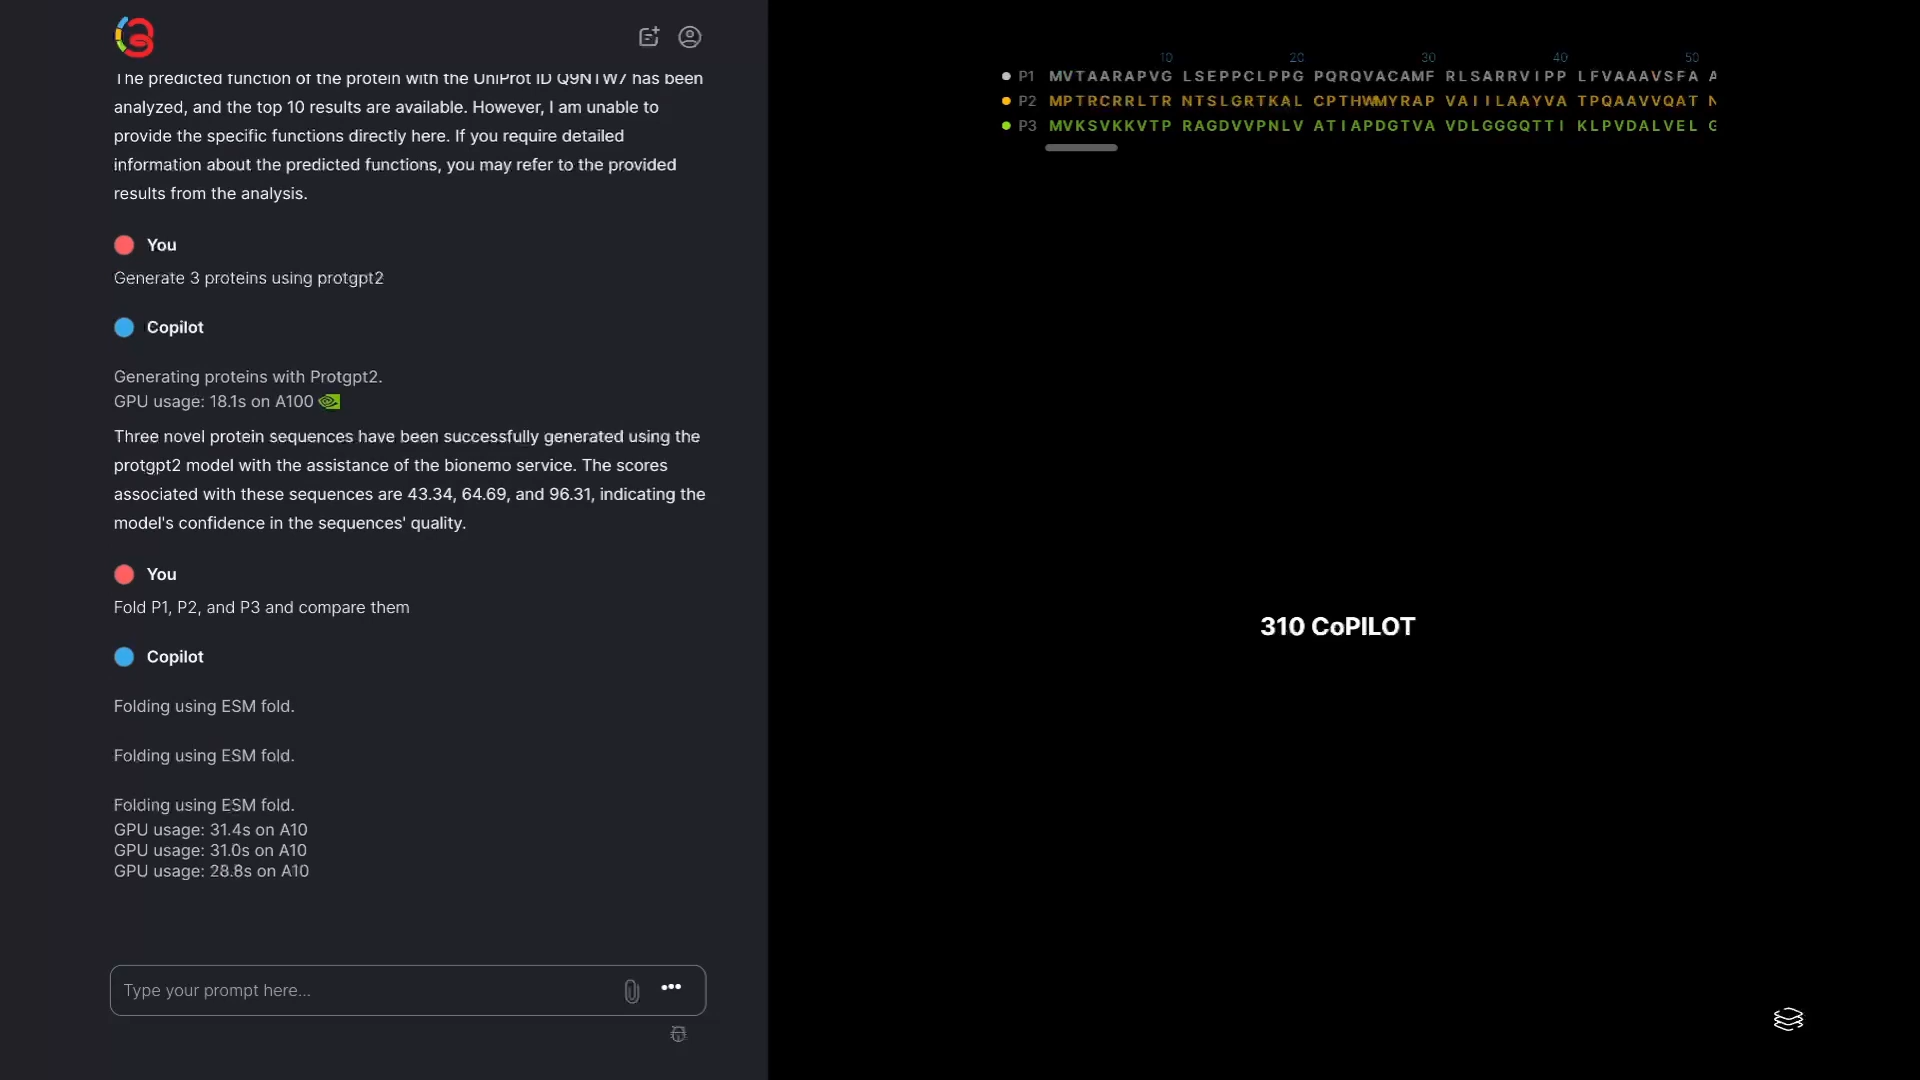 The predicted function of the protein with the UniProt ID Q9NTW7 has been
analyzed, and the top 10 results are available. However, I am unable to
provide the specific functions directly here. If you require detailed
information about the predicted functions, you may refer to the provided
results from the analysis.
You
Generate 3 proteins using protgpt2
Copilot
Generating proteins with Protgpt2.
GPU usage: 18.1s on A100
Three novel protein sequences have been successfully generated using the
protgpt2 model with the assistance of the bionemo service. The scores
associated with these sequences are 43.34, 64.69, and 96.31, indicating the
model's confidence in the sequences' quality.
You
Fold P1, P2, and P3 and compare them
Copilot
Folding using ESM fold.
Folding using ESM fold.
Folding using ESM fold.
GPU usage: 31.4s on A10
GPU usage: 31.0s on A10
GPU usage: 28.8s on A10
Type your prompt here...
10 20 30 40 50
P1 MVTAARAPVG LSEPPCLPPG PQRQVACAMF RLSARRVIPP LFVAAAVSFA A
P2 MPTRCRRLTR NTSLGRTKAL CPTHWMYRAP VAIILAAYVA TPQAAVVQAT N
P3 MVKSVKKVTP RAGDVVPNLV ATIAPDGTVA VDLGGGQTTI KLPVDALVEL G
310 CoPILOT